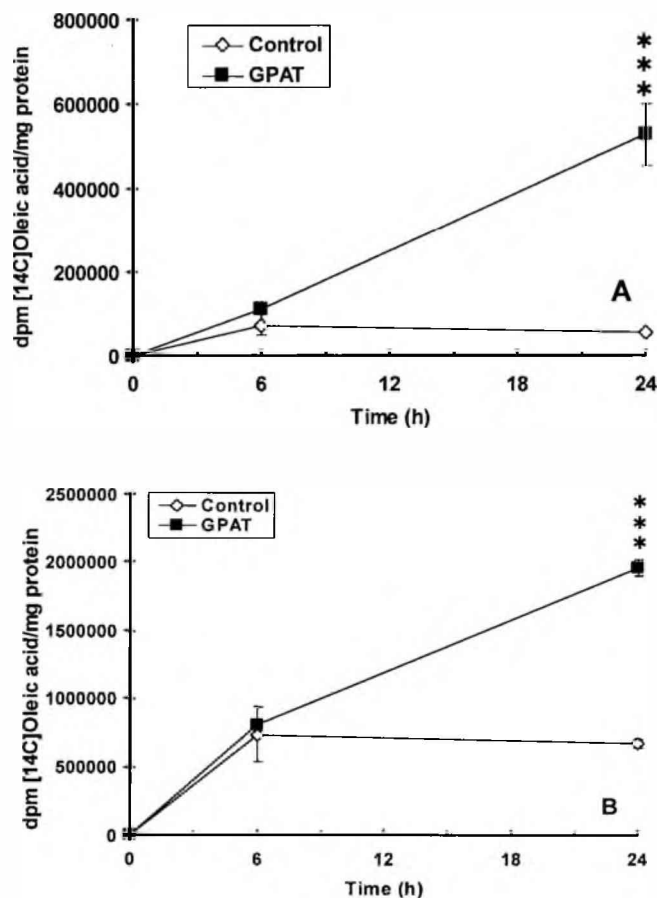 800000
Control
GPAT
***
600000
400000
200000
0
dpm [14C]Oleic acid/mg protein
A
0 6 12 18 24
Time (h)
2500000
Control
GPAT
***
2000000
1500000
1000000
500000
0
dpm [14C]Oleic acid/mg protein
B
0 6 12 18 24
Time (h)